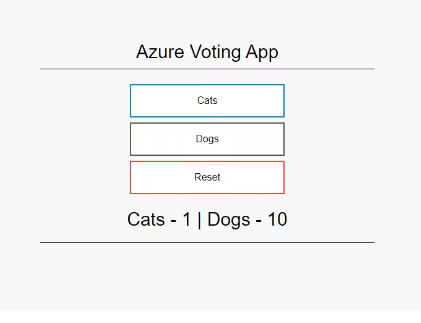 Azure Voting App
Cats
Dogs
Reset
Cats - 1 | Dogs - 10